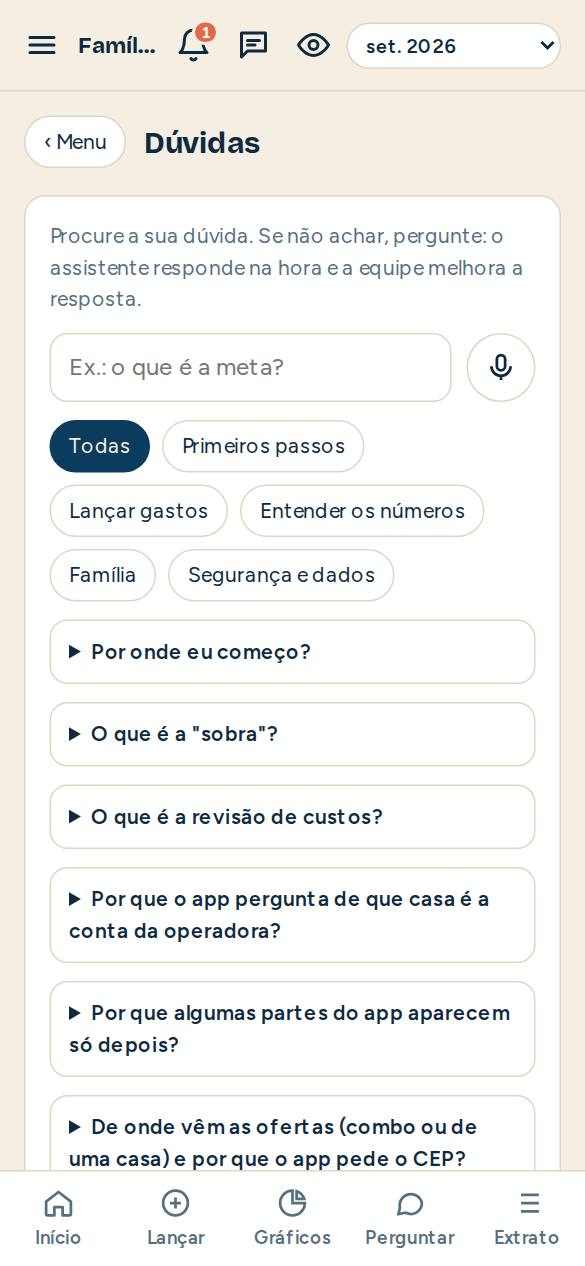 Famíl...
1
set. 2026
‹ Menu
Dúvidas
Procure a sua dúvida. Se não achar, pergunte: o
assistente responde na hora e a equipe melhora a
resposta.
Ex.: o que é a meta?
Todas
Primeiros passos
Lançar gastos
Entender os números
Família
Segurança e dados
Por onde eu começo?
O que é a "sobra"?
O que é a revisão de custos?
Por que o app pergunta de que casa é a
conta da operadora?
Por que algumas partes do app aparecem
só depois?
De onde vêm as ofertas (combo ou de
uma casa) e por que o app pede o CEP?
Início
Lançar
Gráficos
Perguntar
Extrato